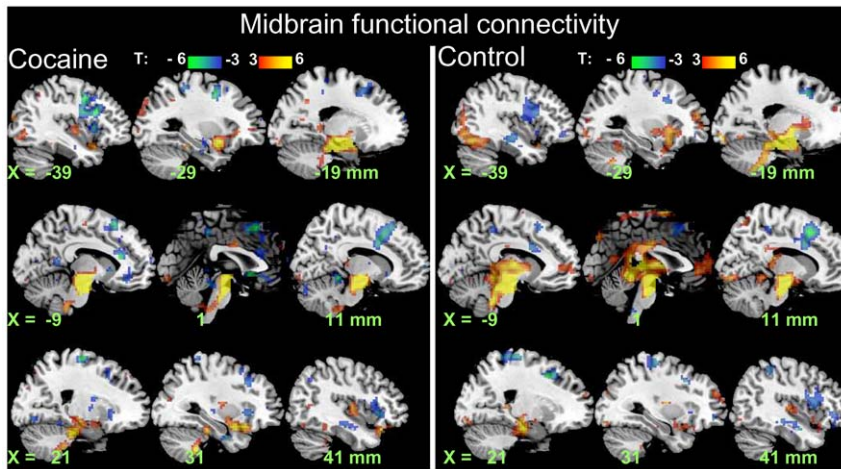 Midbrain functional connectivity
Cocaine T: - 6 -3 3 6
X = -39 -29 -19 mm
X = -9 1 11 mm
X = 21 31 41 mm
Control T: - 6 -3 3 6
X = -39 -29 -19 mm
X = -9 1 11 mm
X = 21 31 41 mm